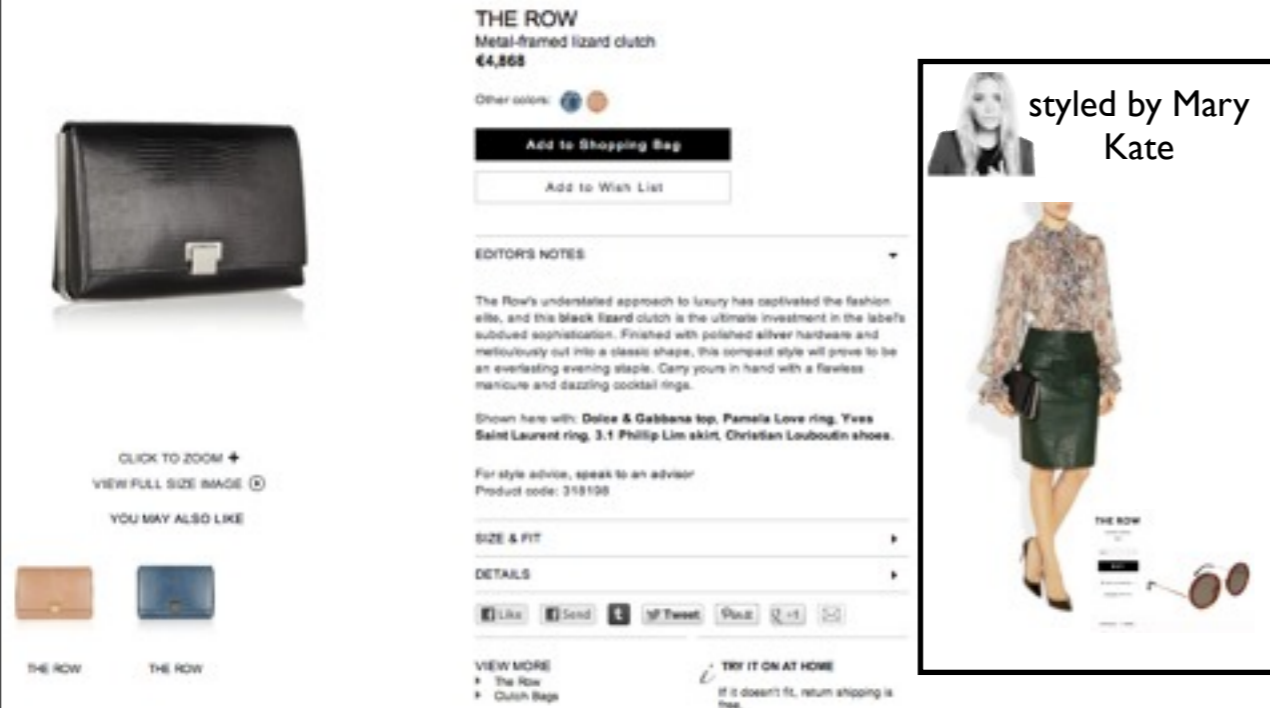 THE ROW
Metal-framed lizard clutch
€4,868
Other colors:
Add to Shopping Bag
Add to Wish List
EDITOR'S NOTES
The Row's understated approach to luxury has captivated the fashion
elite, and this black lizard clutch is the ultimate investment in the label's
subdued sophistication. Finished with polished silver hardware and
meticulously cut into a classic shape, this compact style will prove to be
an everlasting evening staple. Carry yours in hand with a flawless
manicure and dazzling cocktail rings.
Shown here with: Dolce & Gabbana top, Pamela Love ring, Yves
Saint Laurent ring, 3.1 Phillip Lim skirt, Christian Louboutin shoes.
For style advice, speak to an advisor
Product code: 318198
SIZE & FIT
DETAILS
Like Send t Tweet Pin it +1
VIEW MORE
The Row
Clutch Bags
i TRY IT ON AT HOME
If it doesn't fit, return shipping is
free.
CLICK TO ZOOM +
VIEW FULL SIZE IMAGE
YOU MAY ALSO LIKE
THE ROW THE ROW
styled by Mary
Kate
THE ROW